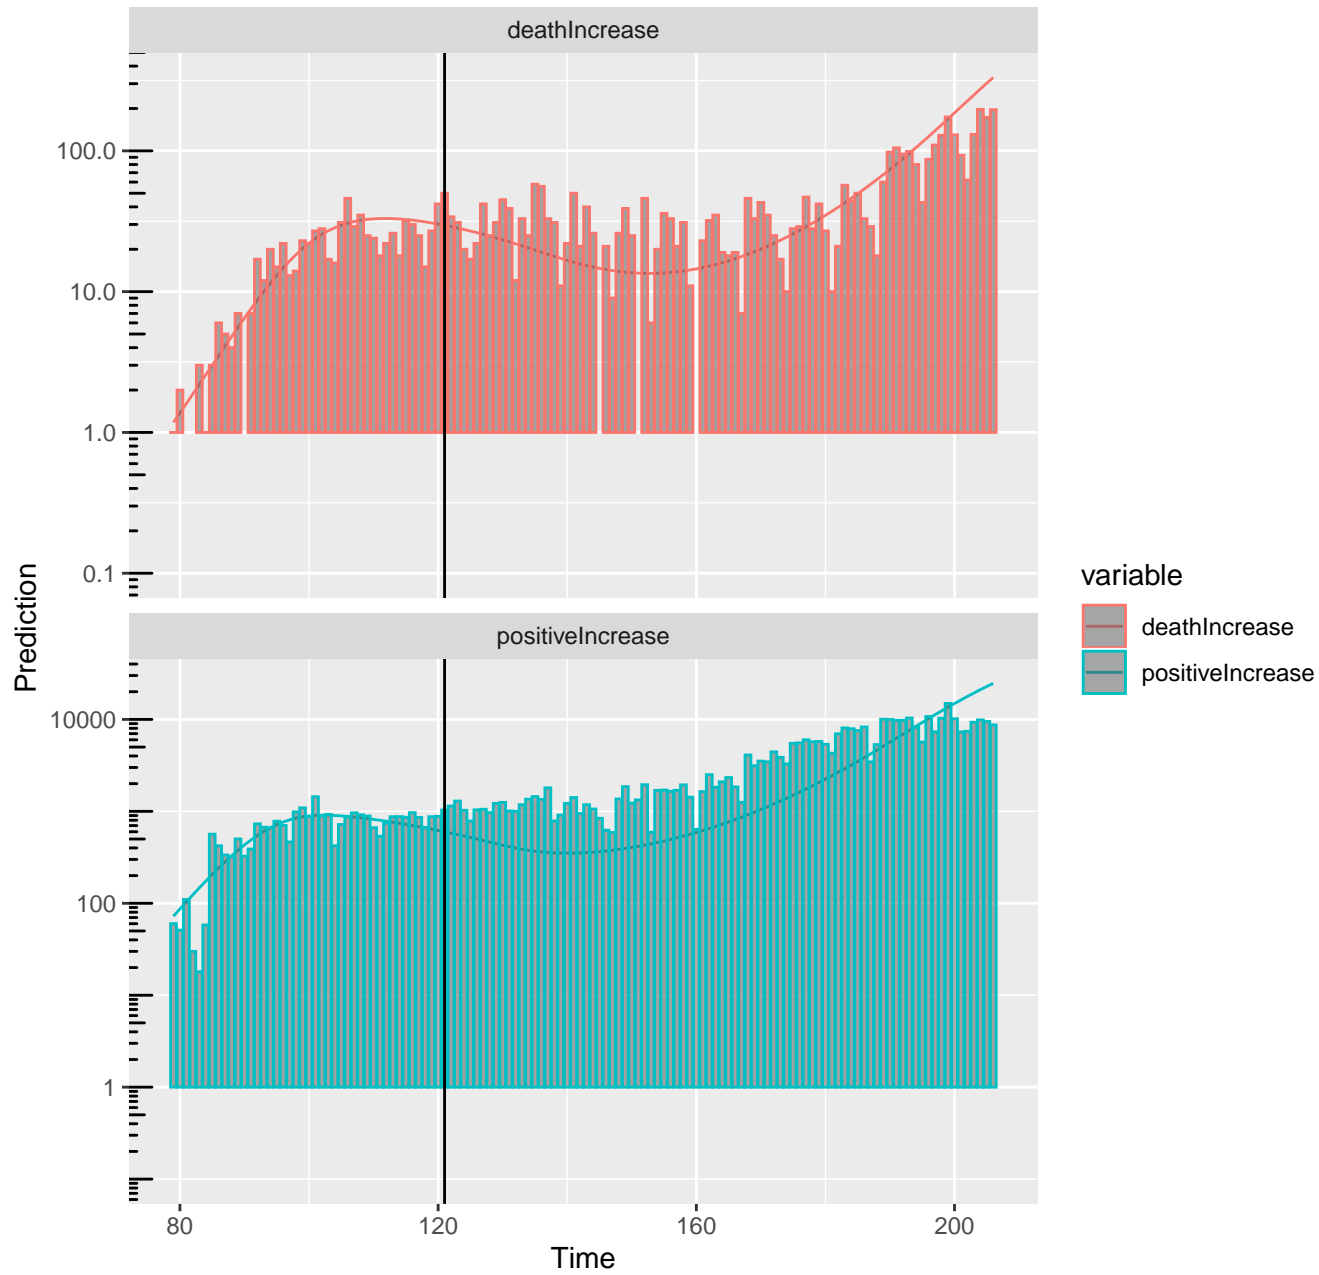 deathIncrease
100.0
10.0
1.0
0.1
Prediction
positiveIncrease
10000
100
1
80 120 160 200
Time
variable
deathIncrease
positiveIncrease